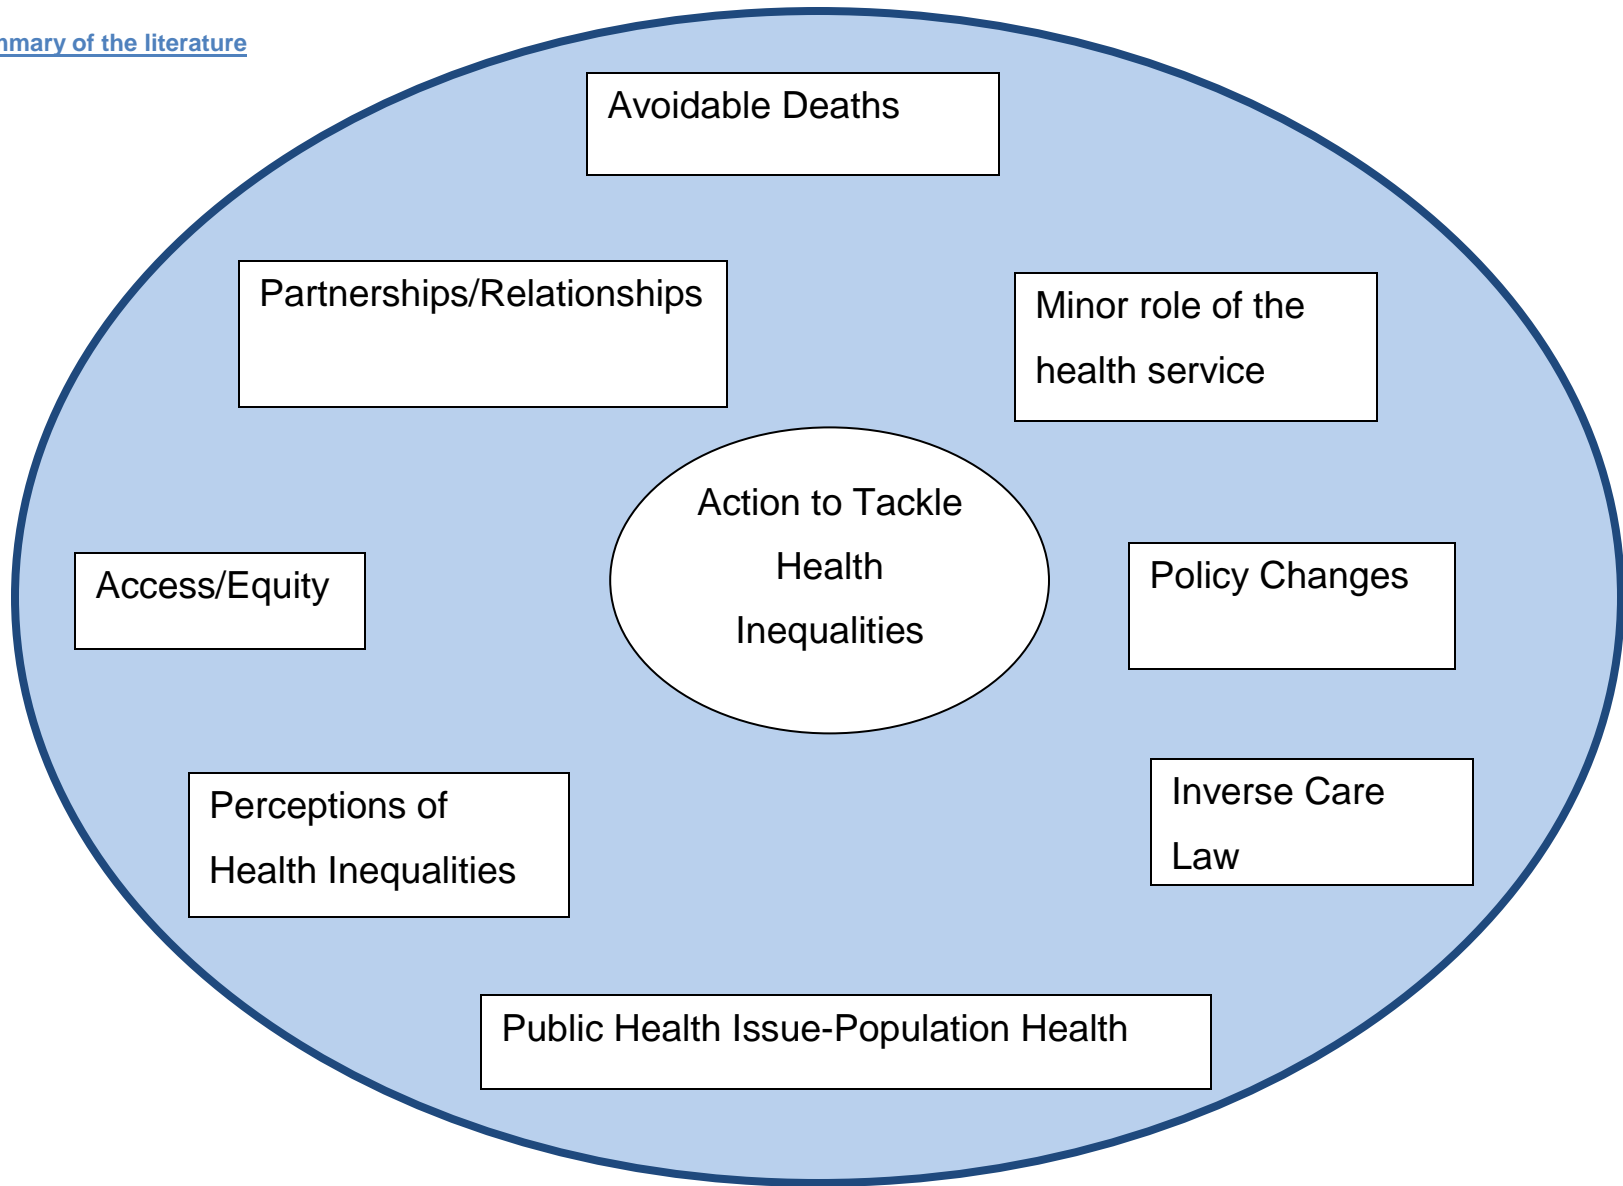 mmary of the literature
Avoidable Deaths
Partnerships/Relationships
Minor role of the
health service
Action to Tackle
Health
Inequalities
Access/Equity
Policy Changes
Perceptions of
Health Inequalities
Inverse Care
Law
Public Health Issue-Population Health